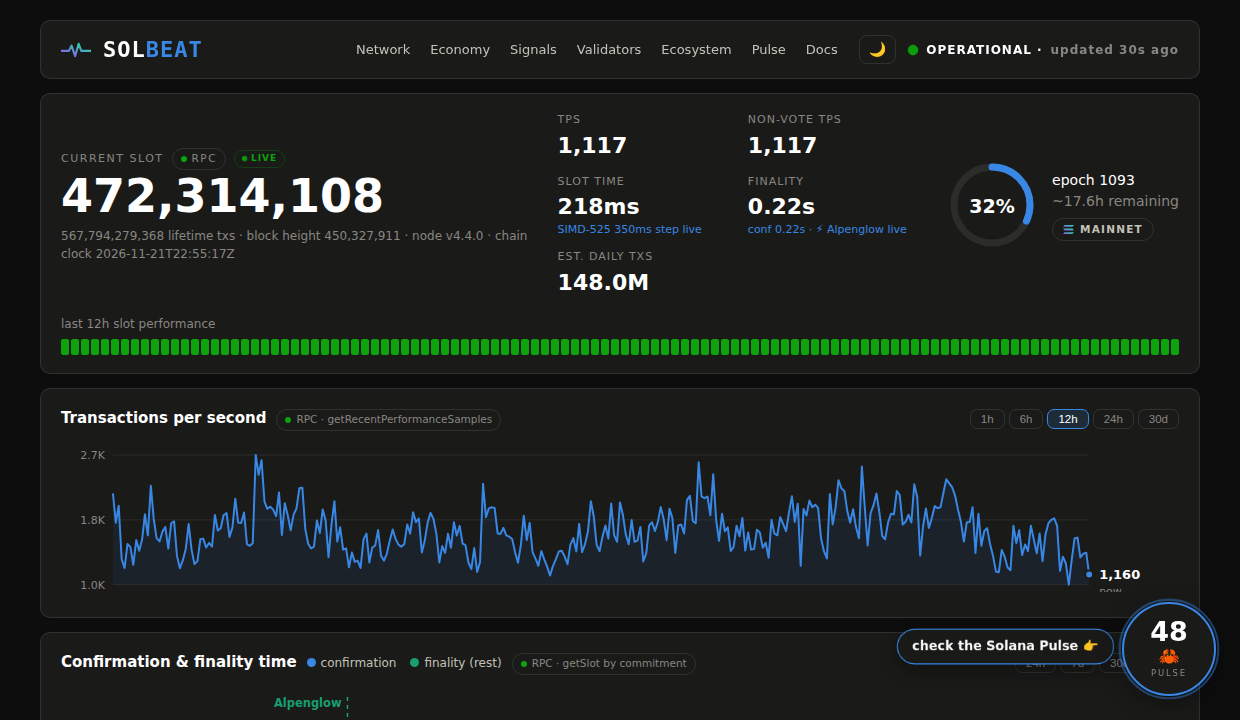 SOLBEAT
Network Economy Signals Validators Ecosystem Pulse Docs
🌙
OPERATIONAL · updated 30s ago
CURRENT SLOT RPC LIVE
472,314,108
567,794,279,368 lifetime txs · block height 450,327,911 · node v4.4.0 · chain
clock 2026-11-21T22:55:17Z
TPS
1,117
NON-VOTE TPS
1,117
SLOT TIME
218ms
SIMD-525 350ms step live
FINALITY
0.22s
conf 0.22s · ⚡ Alpenglow live
EST. DAILY TXS
148.0M
32%
epoch 1093
~17.6h remaining
MAINNET
last 12h slot performance
Transactions per second RPC · getRecentPerformanceSamples
1h 6h 12h 24h 30d
2.7K
1.8K
1.0K
1,160
now
Confirmation & finality time confirmation finality (rest) RPC · getSlot by commitment
Alpenglow
check the Solana Pulse 👉
48
🦀
PULSE